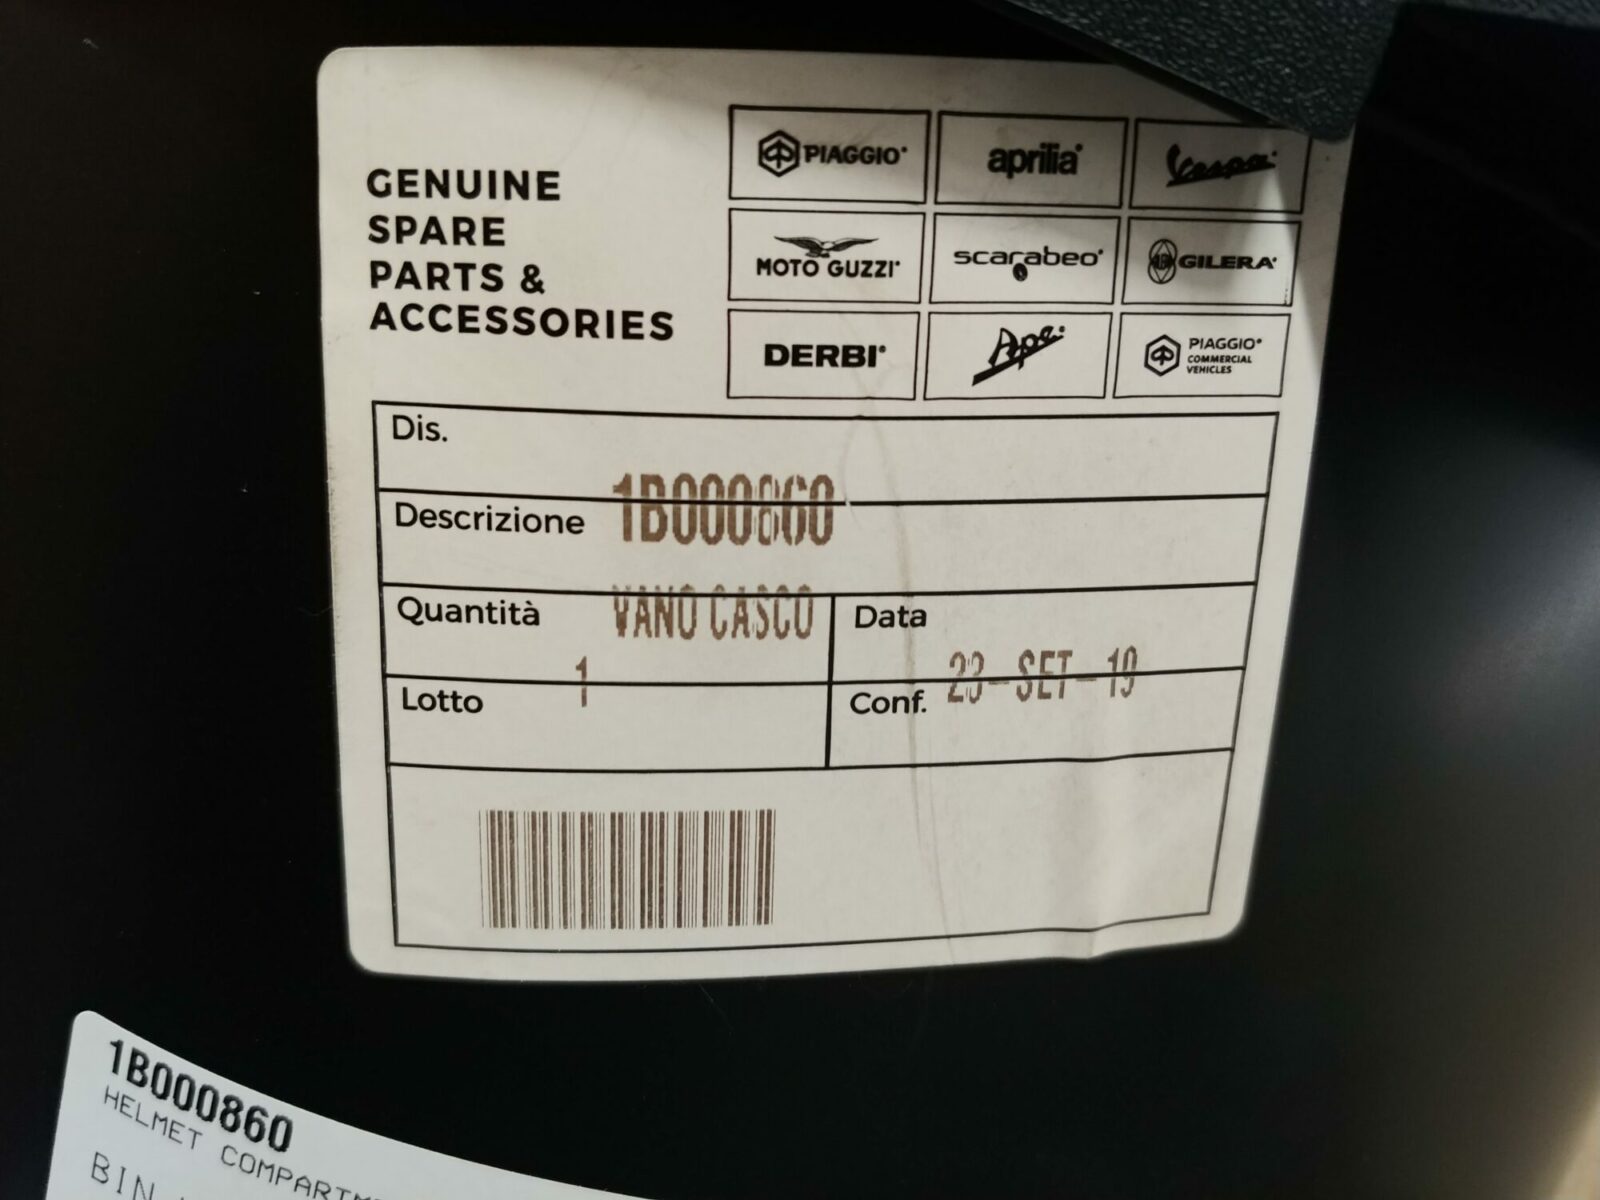 GENUINE
SPARE
PARTS &
ACCESSORIES
PIAGGIO
aprilia
Vespa
MOTO GUZZI
scarabeo
GILERA
DERBI
Ape
PIAGGIO
COMMERCIAL
VEHICLES
Dis.
1B000860
Descrizione
VANO CASCO
Quantità
1
Data
23-SET-19
Lotto
Conf.
1B000860
HELMET
BIN